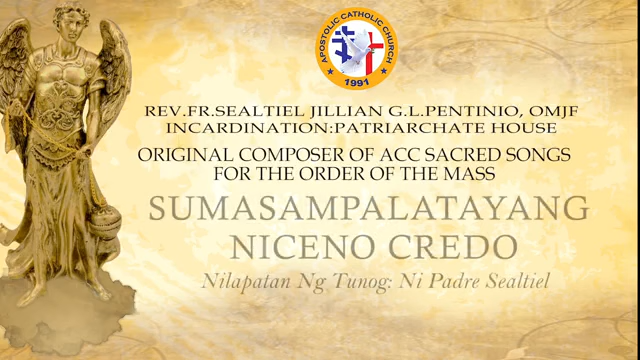 APOSTOLIC CATHOLIC CHURCH
1991
REV.FR.SEALTIEL JILLIAN G.L.PENTINIO, OMJF
INCARDINATION:PATRIARCHATE HOUSE
ORIGINAL COMPOSER OF ACC SACRED SONGS
FOR THE ORDER OF THE MASS
SUMASAMPALATAYANG
NICENO CREDO
Nilapatan Ng Tunog: Ni Padre Sealtiel